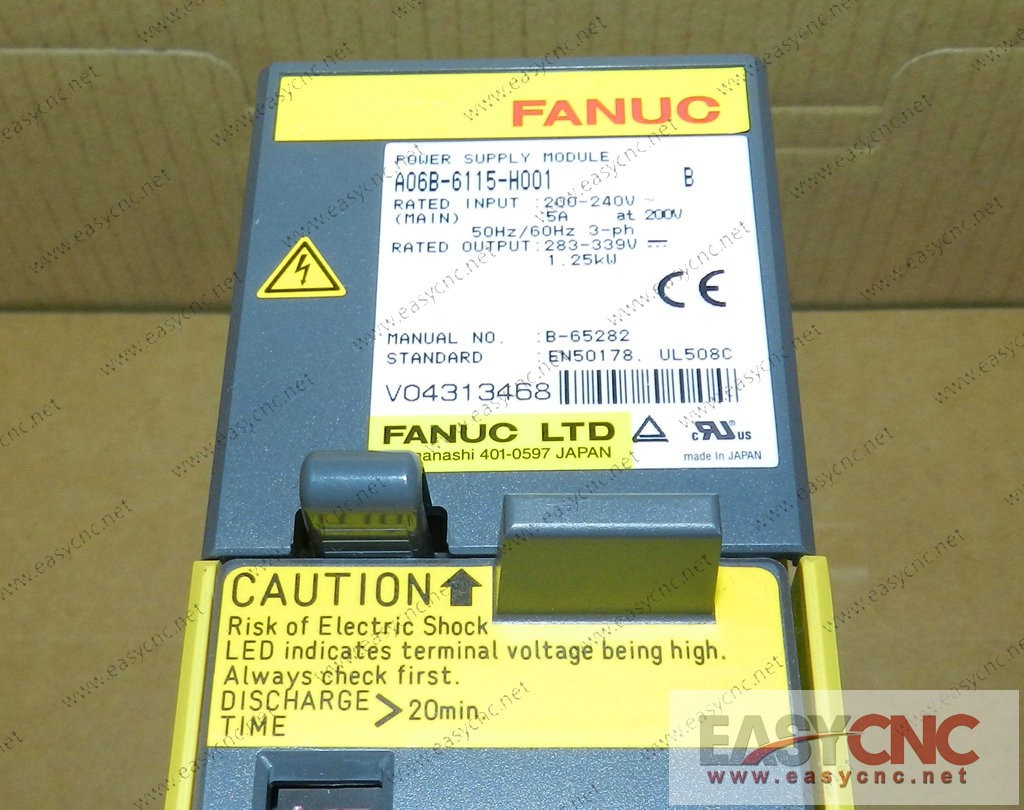 FANUC
POWER SUPPLY MODULE
A06B-6115-H001 B
RATED INPUT :200-240V ~
(MAIN) 5A at 200V
50Hz/60Hz 3-ph
RATED OUTPUT:283-339V ⎓
1.25kW
CE
MANUAL NO. :B-65282
STANDARD :EN50178, UL508C
V04313468
FANUC LTD
manashi 401-0597 JAPAN
c RU US
made in JAPAN
CAUTION
Risk of Electric Shock
LED indicates terminal voltage being high.
Always check first.
DISCHARGE
TIME > 20min
EASYCNC
www.easycnc.net